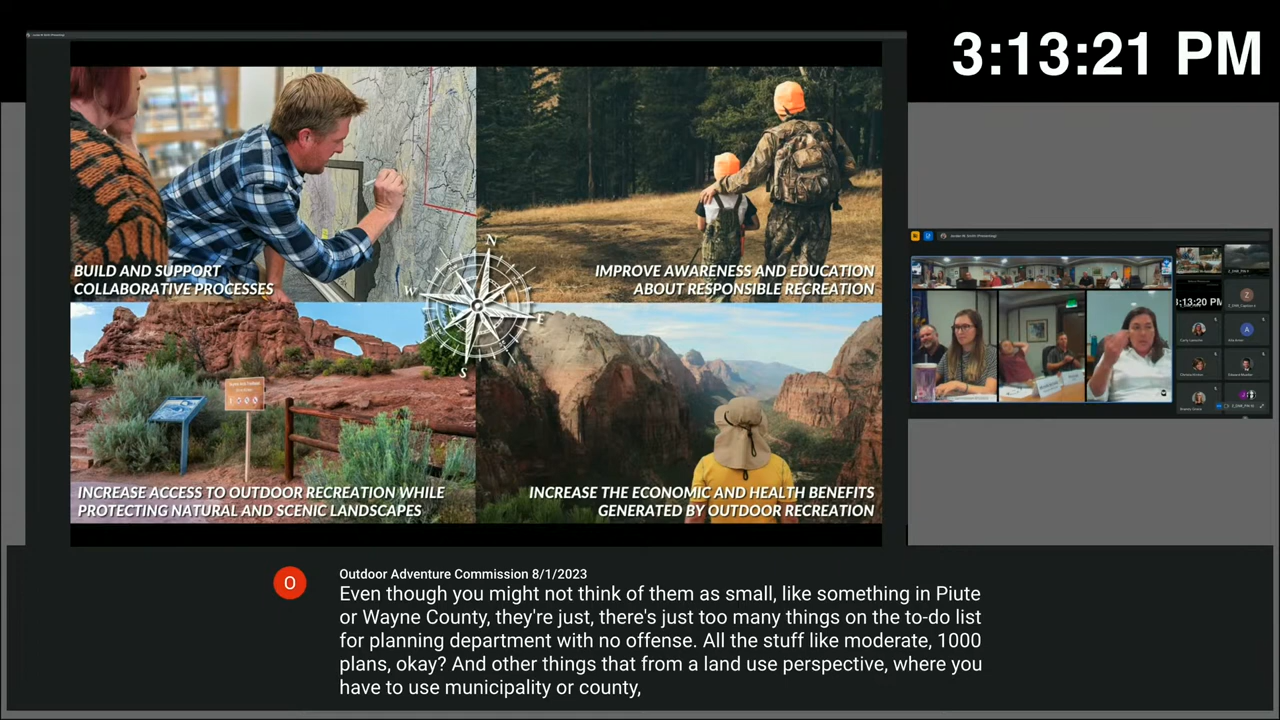 3:13:21 PM
BUILD AND SUPPORT
COLLABORATIVE PROCESSES
IMPROVE AWARENESS AND EDUCATION
ABOUT RESPONSIBLE RECREATION
N
W
E
S
INCREASE ACCESS TO OUTDOOR RECREATION WHILE
PROTECTING NATURAL AND SCENIC LANDSCAPES
INCREASE THE ECONOMIC AND HEALTH BENEFITS
GENERATED BY OUTDOOR RECREATION
3:13:20 PM
O
Outdoor Adventure Commission 8/1/2023
Even though you might not think of them as small, like something in Piute
or Wayne County, they're just, there's just too many things on the to-do list
for planning department with no offense. All the stuff like moderate, 1000
plans, okay? And other things that from a land use perspective, where you
have to use municipality or county,